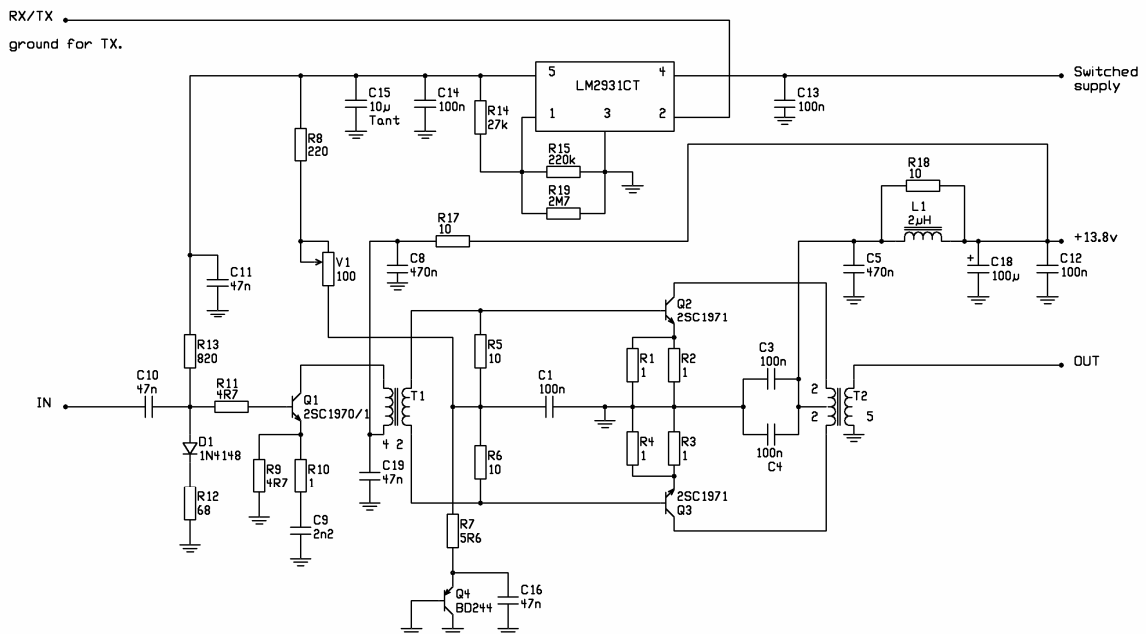 RX/TX
ground for TX.
5
4
LM2931CT
1
3
2
Switched
supply
C13
100n
C15
10µ
Tant
C14
100n
R14
27k
R8
220
R15
220k
R19
2M7
R18
10
L1
2µH
R17
10
+13.8v
C11
47n
V1
100
C8
470n
C5
470n
+
C18
100µ
C12
100n
Q2
2SC1971
R13
820
R5
10
R1
1
R2
1
C3
100n
OUT
C10
47n
R11
4R7
C1
100n
IN
Q1
2SC1970/1
T1
2
2
T2
5
D1
1N4148
4 2
R4
1
R3
1
100n
C4
R9
4R7
R10
1
C19
47n
R6
10
R12
68
2SC1971
Q3
C9
2n2
R7
5R6
Q4
BD244
C16
47n